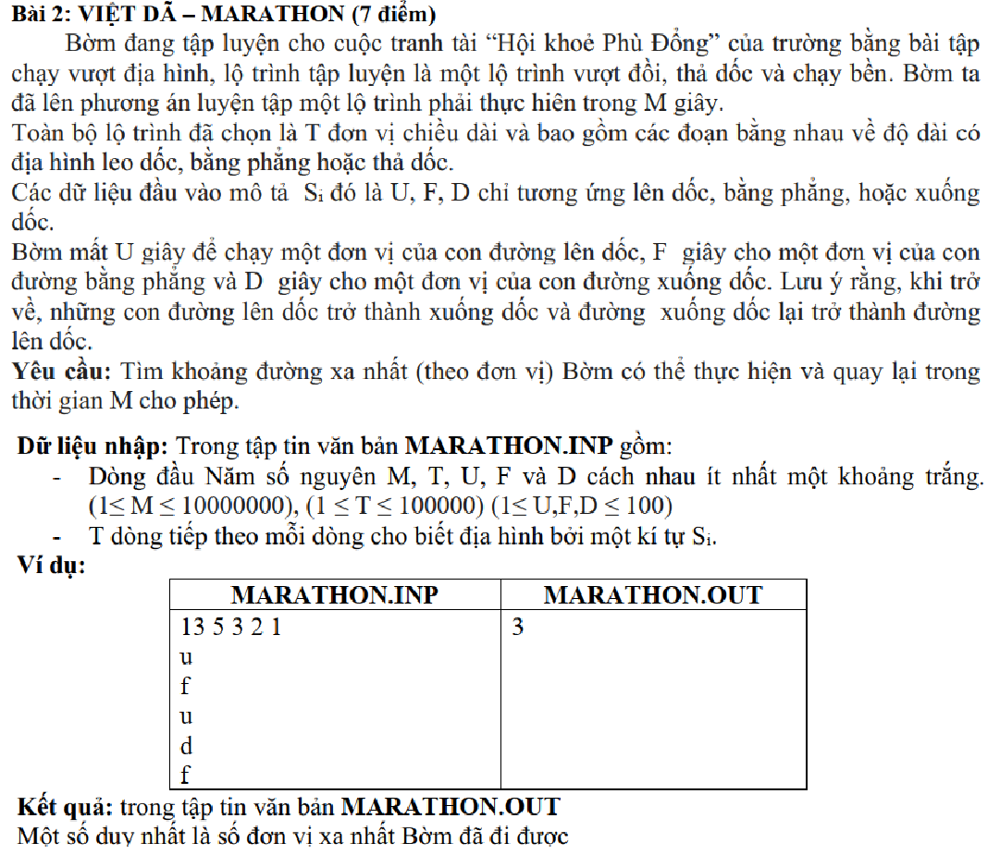 Bài 2: VIỆT DÃ – MARATHON (7 điểm)
Bờm đang tập luyện cho cuộc tranh tài “Hội khoẻ Phù Đổng” của trường bằng bài tập
chạy vượt địa hình, lộ trình tập luyện là một lộ trình vượt đồi, thả dốc và chạy bền. Bờm ta
đã lên phương án luyện tập một lộ trình phải thực hiên trong M giây.
Toàn bộ lộ trình đã chọn là T đơn vị chiều dài và bao gồm các đoạn bằng nhau về độ dài có
địa hình leo dốc, bằng phẳng hoặc thả dốc.
Các dữ liệu đầu vào mô tả Si đó là U, F, D chỉ tương ứng lên dốc, bằng phẳng, hoặc xuống
dốc.
Bờm mất U giây để chạy một đơn vị của con đường lên dốc, F giây cho một đơn vị của con
đường bằng phẳng và D giây cho một đơn vị của con đường xuống dốc. Lưu ý rằng, khi trở
về, những con đường lên dốc trở thành xuống dốc và đường xuống dốc lại trở thành đường
lên dốc.
Yêu cầu: Tìm khoảng đường xa nhất (theo đơn vị) Bờm có thể thực hiện và quay lại trong
thời gian M cho phép.
Dữ liệu nhập: Trong tập tin văn bản MARATHON.INP gồm:
- Dòng đầu Năm số nguyên M, T, U, F và D cách nhau ít nhất một khoảng trắng.
(1≤ M ≤ 10000000), (1 ≤ T ≤ 100000) (1≤ U,F,D ≤ 100)
- T dòng tiếp theo mỗi dòng cho biết địa hình bởi một kí tự Si.
Ví dụ:
MARATHON.INP MARATHON.OUT
13 5 3 2 1 3
u
f
u
d
f
Kết quả: trong tập tin văn bản MARATHON.OUT
Một số duy nhất là số đơn vị xa nhất Bờm đã đi được